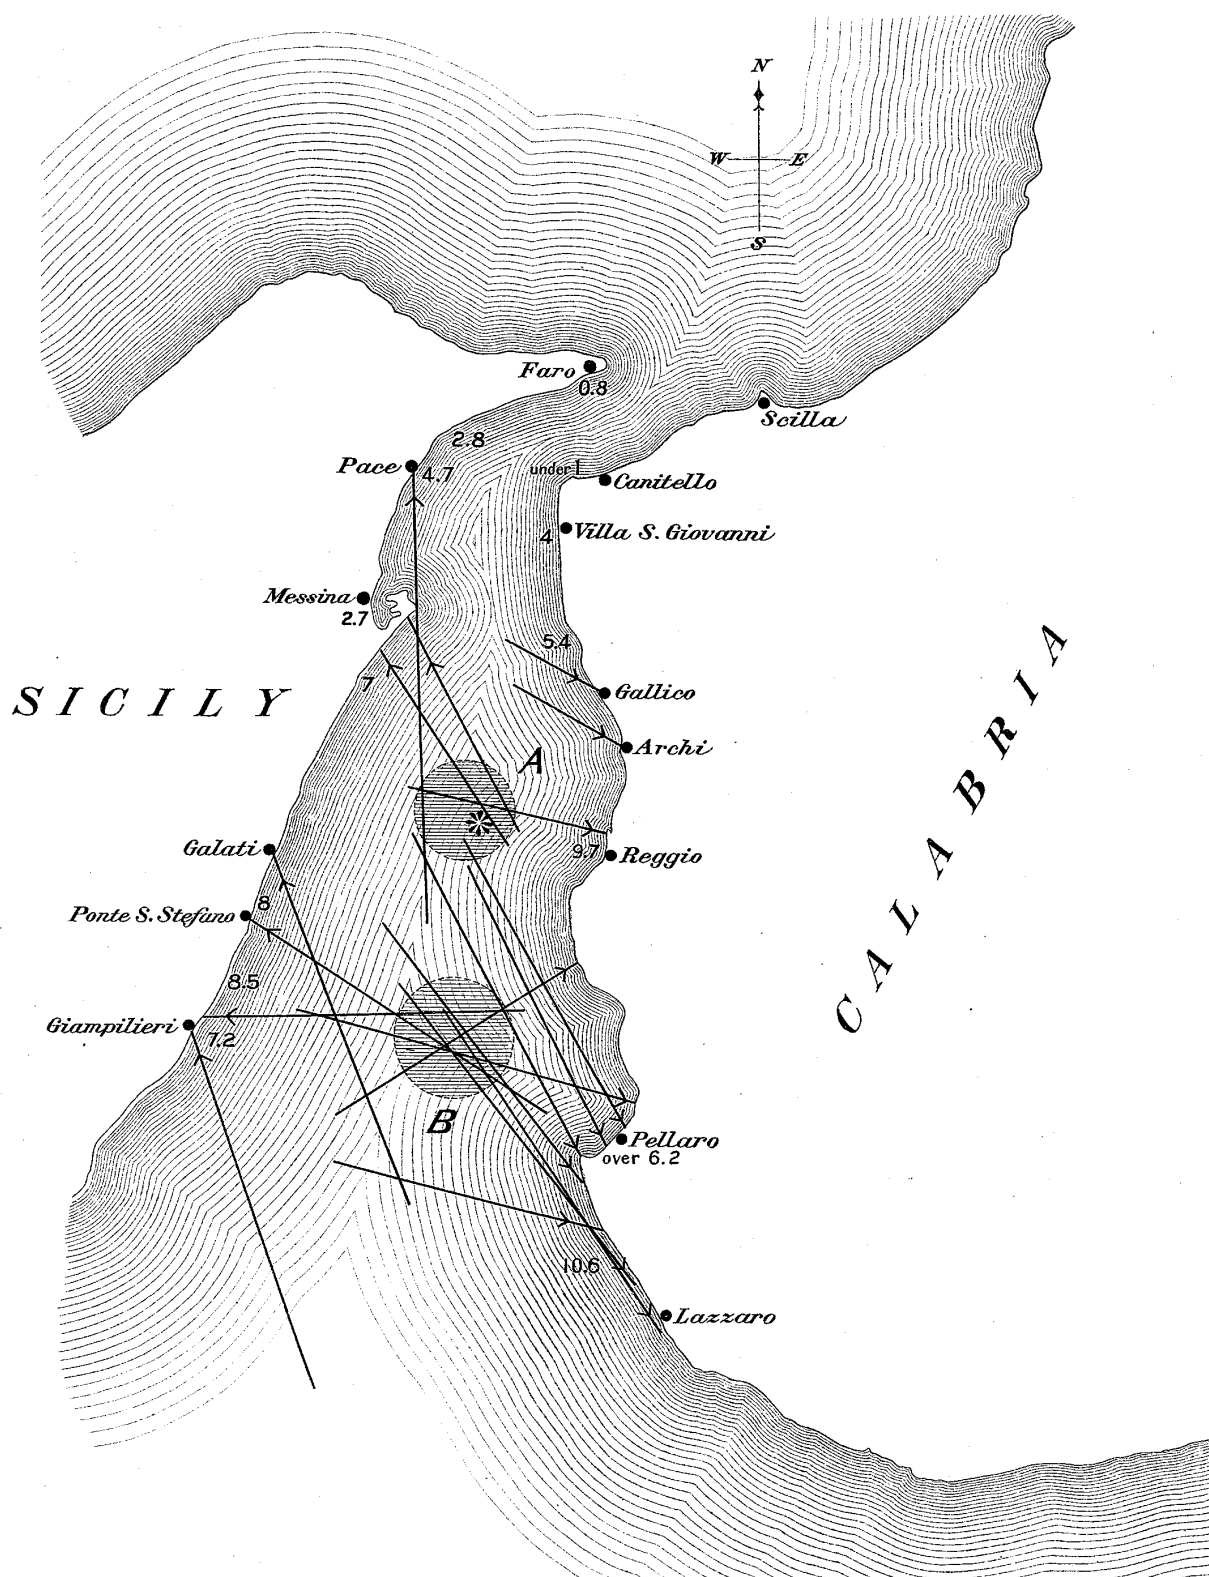 N
W E
S
Faro
0.8
Scilla
2.8
Pace
4.7
under 1
Canitello
4
Villa S. Giovanni
Messina
2.7
5.4
7
Gallico
SICILY
Archi
A
CALABRIA
9.7
Reggio
Galati
8
Ponte S. Stefano
8.5
Giampilieri
7.2
B
Pellaro
over 6.2
10.6
Lazzaro